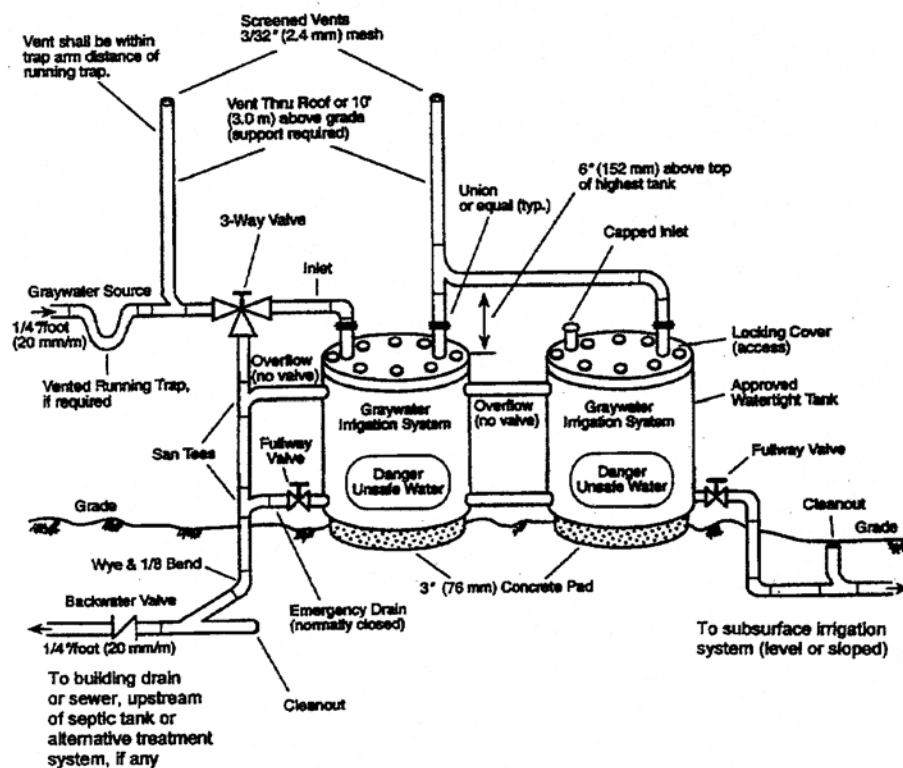 Screened Vents
3/32" (2.4 mm) mesh
Vent shall be within
trap arm distance of
running trap.
Vent Thru Roof or 10'
(3.0 m) above grade
(support required)
6" (152 mm) above top
of highest tank
Union
or equal (typ.)
3-Way Valve
Capped Inlet
Inlet
Graywater Source
1/4"/foot
(20 mm/m)
Locking Cover
(access)
Vented Running Trap,
if required
Overflow
(no valve)
Approved
Watertight Tank
Graywater
Irrigation System
Overflow
(no valve)
Graywater
Irrigation System
San Tees
Fullway
Valve
Danger
Unsafe Water
Danger
Unsafe Water
Fullway Valve
Cleanout
Grade
Grade
Wye & 1/8 Bend
3" (76 mm) Concrete Pad
Backwater Valve
Emergency Drain
(normally closed)
1/4"/foot (20 mm/m)
To subsurface irrigation
system (level or sloped)
To building drain
or sewer, upstream
of septic tank or
alternative treatment
system, if any
Cleanout